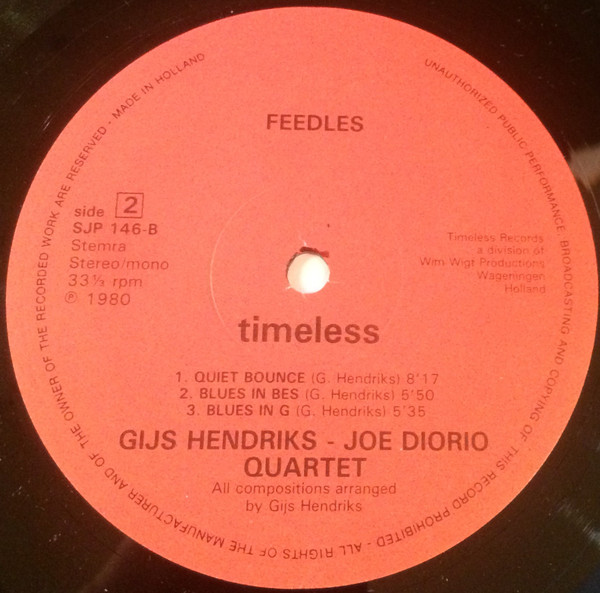 FEEDLES
side 2
SJP 146-B
Stemra
Stereo/mono
33⅓ rpm
℗ 1980
Timeless Records
a division of
Wim Wigt Productions
Wageningen
Holland
timeless
1. QUIET BOUNCE (G. Hendriks) 8'17
2. BLUES IN BES (G. Hendriks) 5'50
3. BLUES IN G (G. Hendriks) 5'35
GIJS HENDRIKS - JOE DIORIO
QUARTET
All compositions arranged
by Gijs Hendriks
UNAUTHORIZED PUBLIC PERFORMANCE, BROADCASTING AND COPYING OF THIS RECORD PROHIBITED - ALL RIGHTS OF THE MANUFACTURER AND OF THE OWNER OF THE RECORDED WORK ARE RESERVED - MADE IN HOLLAND